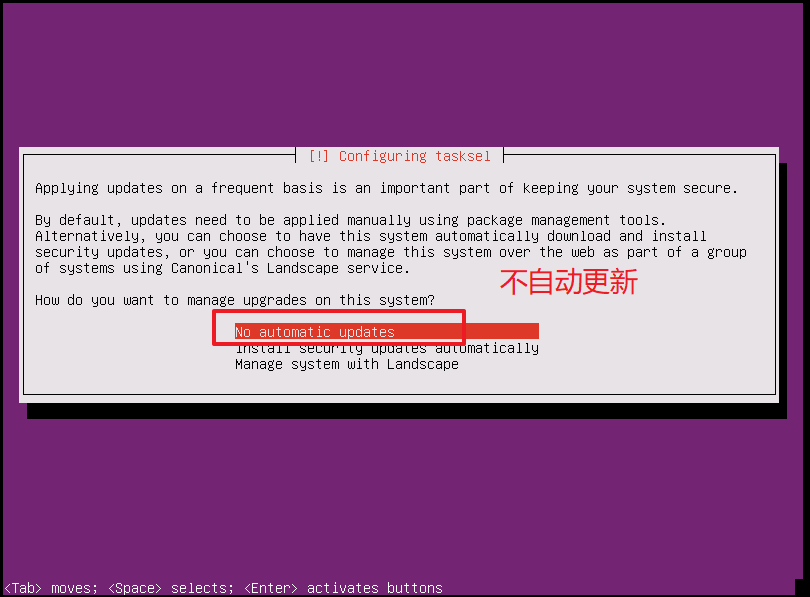 [!] Configuring tasksel
Applying updates on a frequent basis is an important part of keeping your system secure.
By default, updates need to be applied manually using package management tools.
Alternatively, you can choose to have this system automatically download and install
security updates, or you can choose to manage this system over the web as part of a group
of systems using Canonical's Landscape service.
不自动更新
How do you want to manage upgrades on this system?
No automatic updates
Install security updates automatically
Manage system with Landscape
<Tab> moves; <Space> selects; <Enter> activates buttons